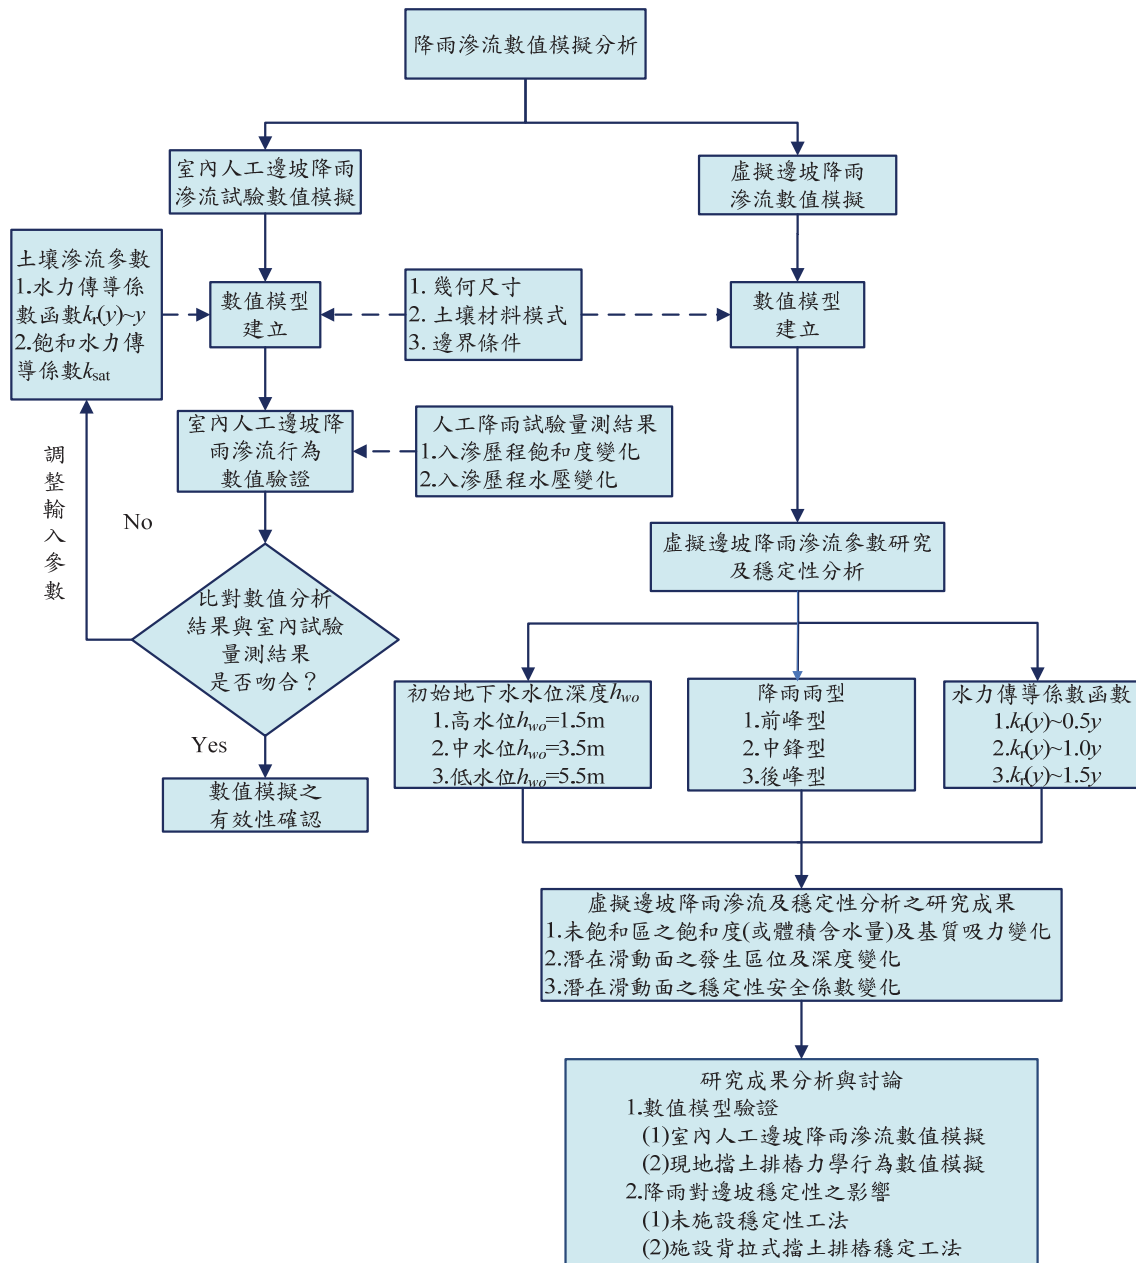 降雨滲流數值模擬分析
室內人工邊坡降雨
滲流試驗數值模擬
虛擬邊坡降雨
滲流數值模擬
土壤滲流參數
1.水力傳導係
數函數kr(y)~y
2.飽和水力傳
導係數ksat
數值模型
建立
1. 幾何尺寸
2. 土壤材料模式
3. 邊界條件
數值模型
建立
室內人工邊坡降
雨滲流行為
數值驗證
人工降雨試驗量測結果
1.入滲歷程飽和度變化
2.入滲歷程水壓變化
調整輸入參數
No
比對數值分析
結果與室內試驗
量測結果
是否吻合？
Yes
數值模擬之
有效性確認
虛擬邊坡降雨滲流參數研究
及穩定性分析
初始地下水水位深度hwo
1.高水位hwo=1.5m
2.中水位hwo=3.5m
3.低水位hwo=5.5m
降雨雨型
1.前峰型
2.中鋒型
3.後峰型
水力傳導係數函數
1.kr(y)~0.5y
2.kr(y)~1.0y
3.kr(y)~1.5y
虛擬邊坡降雨滲流及穩定性分析之研究成果
1.未飽和區之飽和度(或體積含水量)及基質吸力變化
2.潛在滑動面之發生區位及深度變化
3.潛在滑動面之穩定性安全係數變化
研究成果分析與討論
1.數值模型驗證
(1)室內人工邊坡降雨滲流數值模擬
(2)現地擋土排樁力學行為數值模擬
2.降雨對邊坡穩定性之影響
(1)未施設穩定性工法
(2)施設背拉式擋土排樁穩定工法